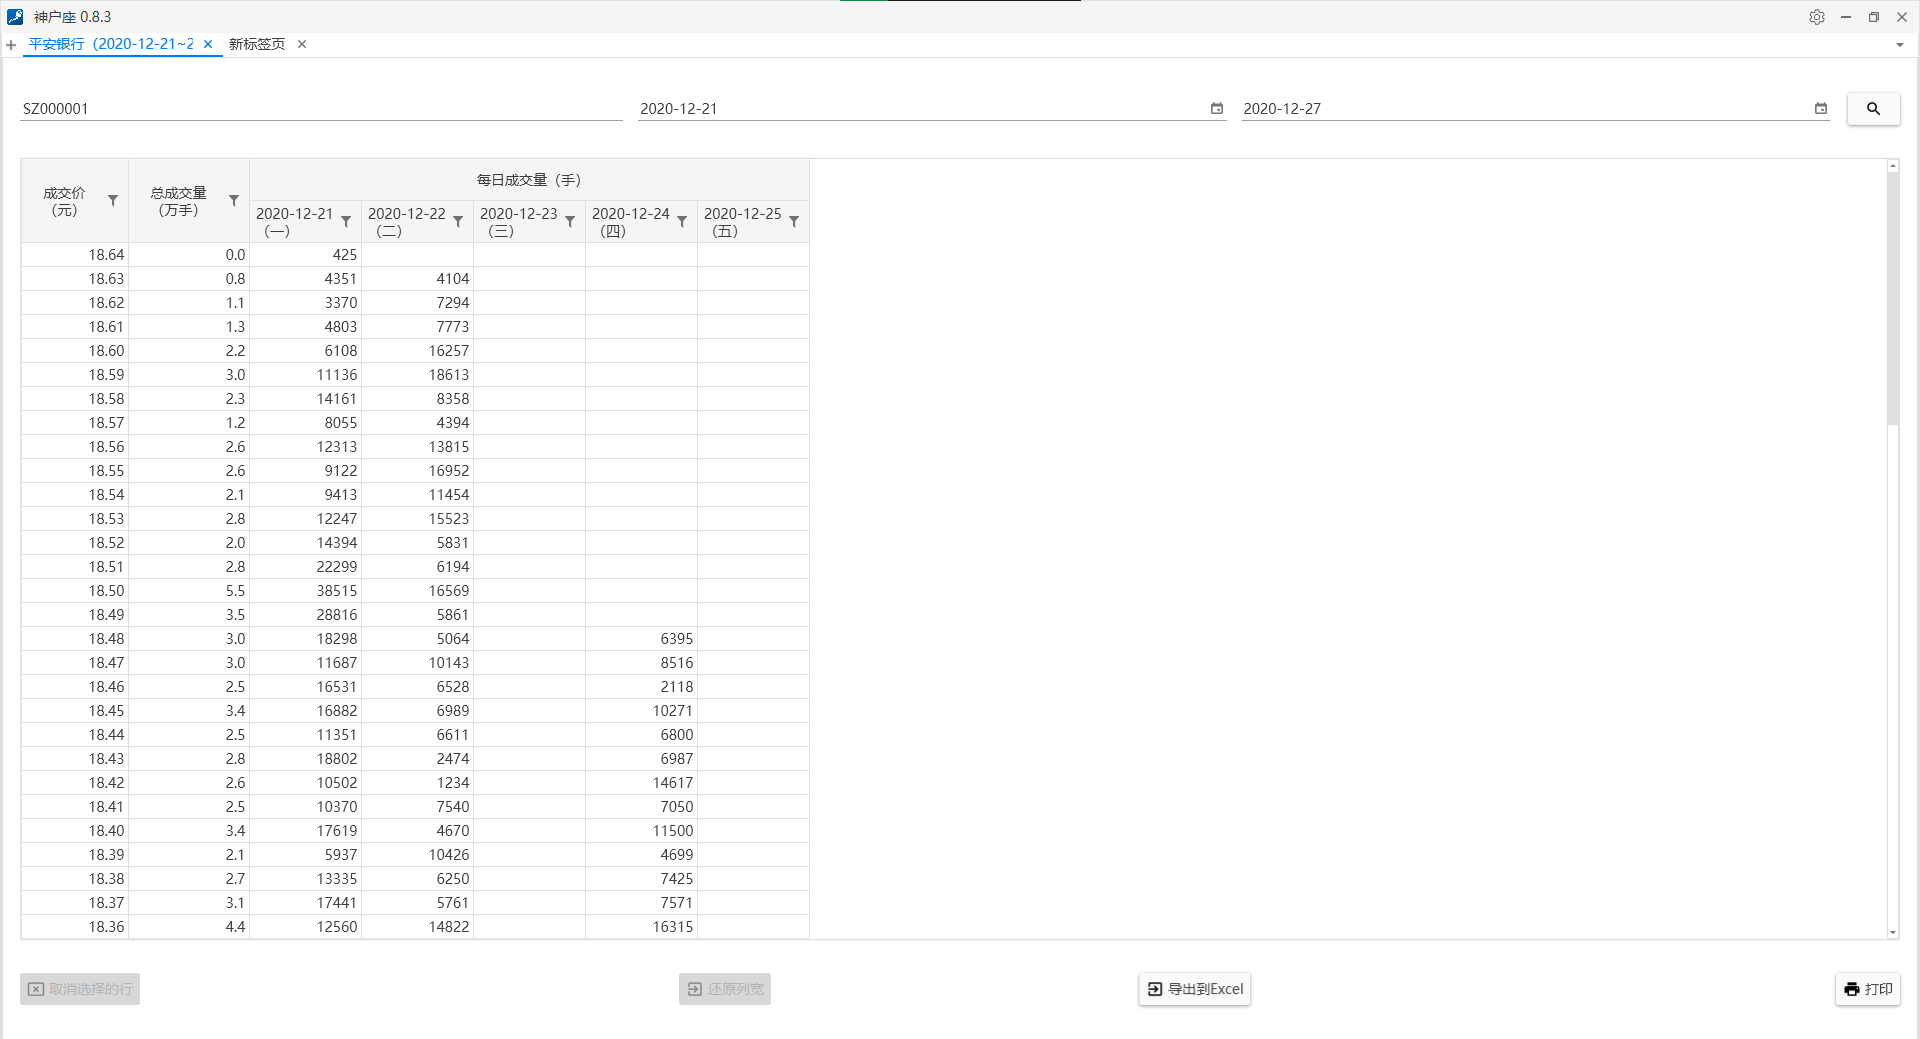 神户座 0.8.3
平安银行（2020-12-21~2
新标签页
SZ000001
2020-12-21
2020-12-27
成交价
（元）
总成交量
（万手）
每日成交量（手）
2020-12-21
（一）
2020-12-22
（二）
2020-12-23
（三）
2020-12-24
（四）
2020-12-25
（五）
18.64 0.0 425
18.63 0.8 4351 4104
18.62 1.1 3370 7294
18.61 1.3 4803 7773
18.60 2.2 6108 16257
18.59 3.0 11136 18613
18.58 2.3 14161 8358
18.57 1.2 8055 4394
18.56 2.6 12313 13815
18.55 2.6 9122 16952
18.54 2.1 9413 11454
18.53 2.8 12247 15523
18.52 2.0 14394 5831
18.51 2.8 22299 6194
18.50 5.5 38515 16569
18.49 3.5 28816 5861
18.48 3.0 18298 5064 6395
18.47 3.0 11687 10143 8516
18.46 2.5 16531 6528 2118
18.45 3.4 16882 6989 10271
18.44 2.5 11351 6611 6800
18.43 2.8 18802 2474 6987
18.42 2.6 10502 1234 14617
18.41 2.5 10370 7540 7050
18.40 3.4 17619 4670 11500
18.39 2.1 5937 10426 4699
18.38 2.7 13335 6250 7425
18.37 3.1 17441 5761 7571
18.36 4.4 12560 14822 16315
取消选择的行
还原列宽
导出到Excel
打印